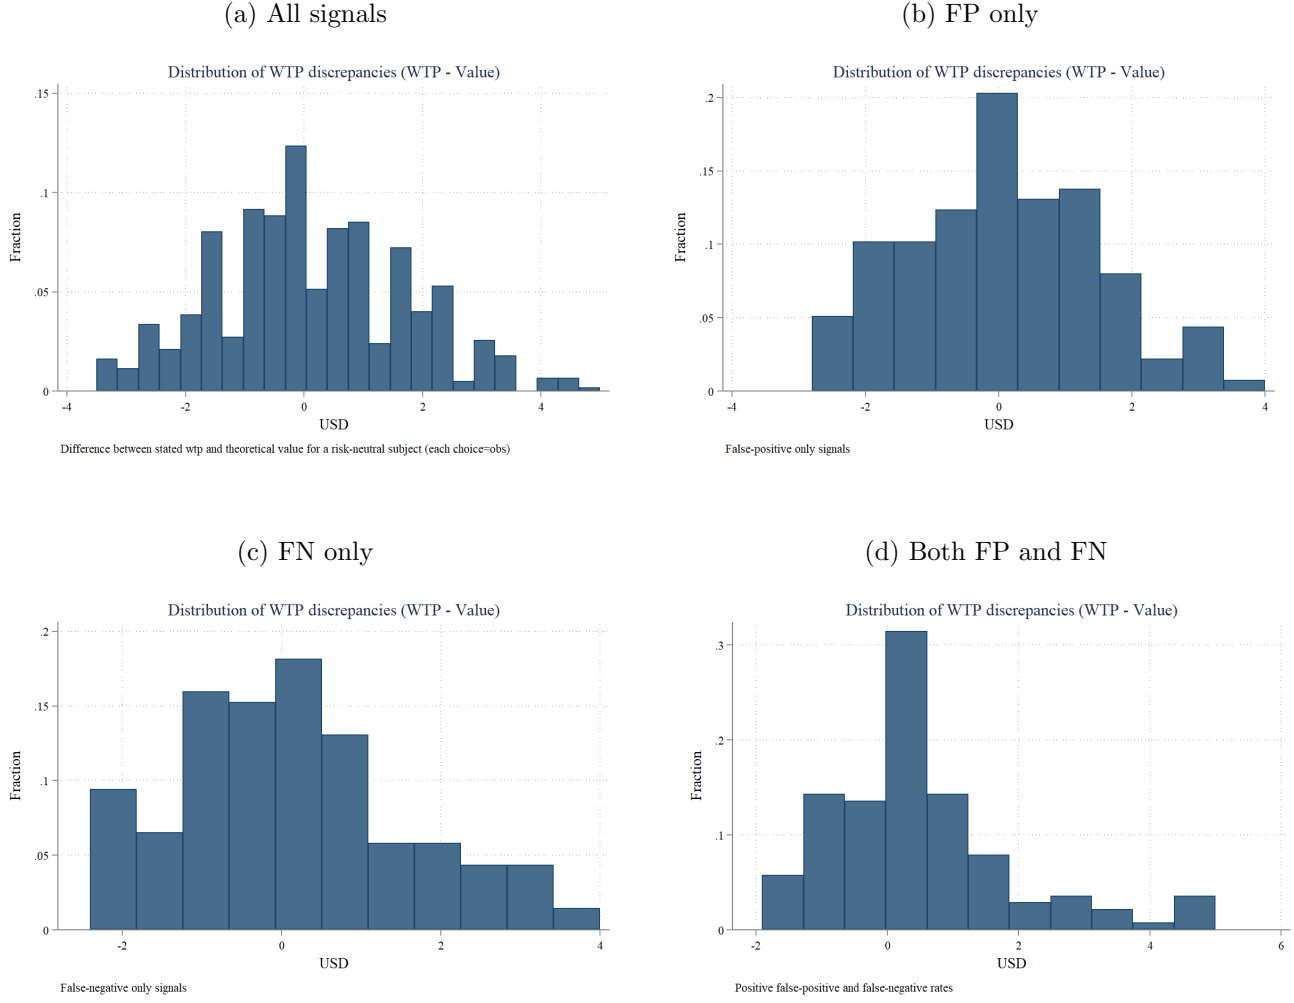 (a) All signals
Distribution of WTP discrepancies (WTP - Value)
Fraction
.15
.1
.05
0
-4 -2 0 2 4
USD
Difference between stated wtp and theoretical value for a risk-neutral subject (each choice=obs)
(b) FP only
Distribution of WTP discrepancies (WTP - Value)
Fraction
.2
.15
.1
.05
0
-4 -2 0 2 4
USD
False-positive only signals
(c) FN only
Distribution of WTP discrepancies (WTP - Value)
Fraction
.2
.15
.1
.05
0
-2 0 2 4
USD
False-negative only signals
(d) Both FP and FN
Distribution of WTP discrepancies (WTP - Value)
Fraction
.3
.2
.1
0
-2 0 2 4 6
USD
Positive false-positive and false-negative rates